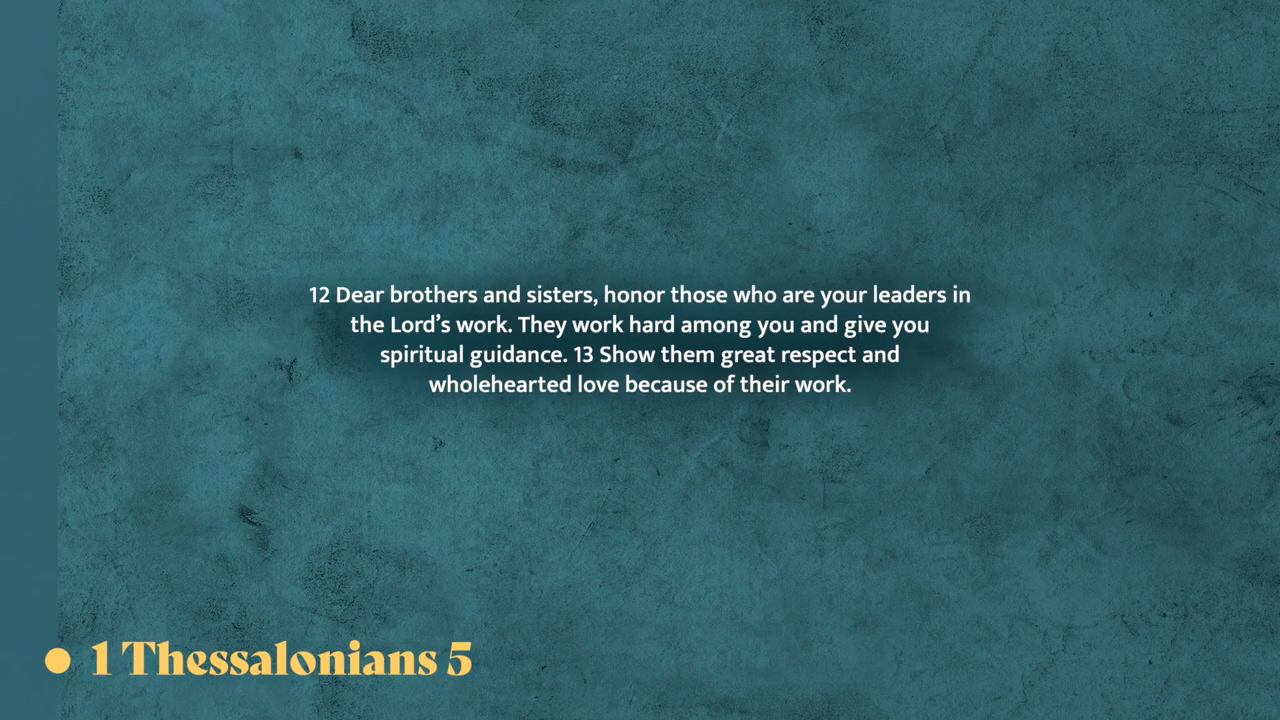 12 Dear brothers and sisters, honor those who are your leaders in
the Lord’s work. They work hard among you and give you
spiritual guidance. 13 Show them great respect and
wholehearted love because of their work.
1 Thessalonians 5